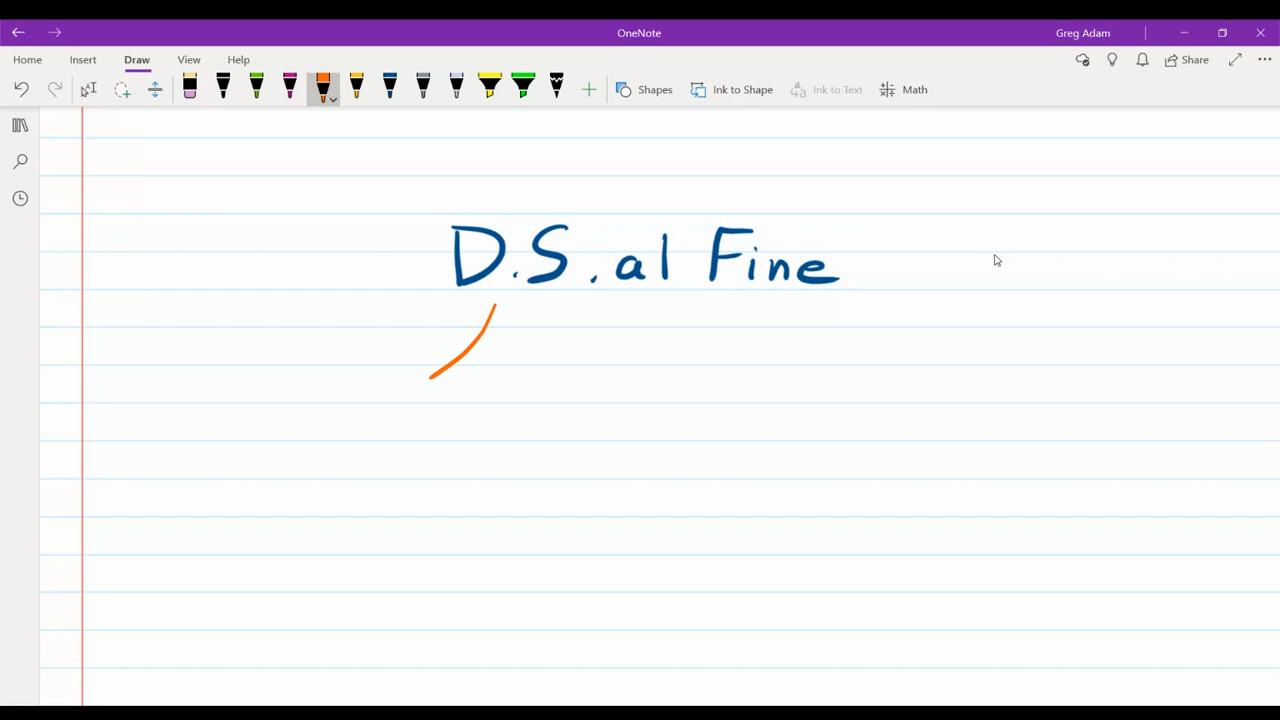 OneNote
Greg Adam
Home Insert Draw View Help
Share
Shapes Ink to Shape Ink to Text Math
D.S. al Fine